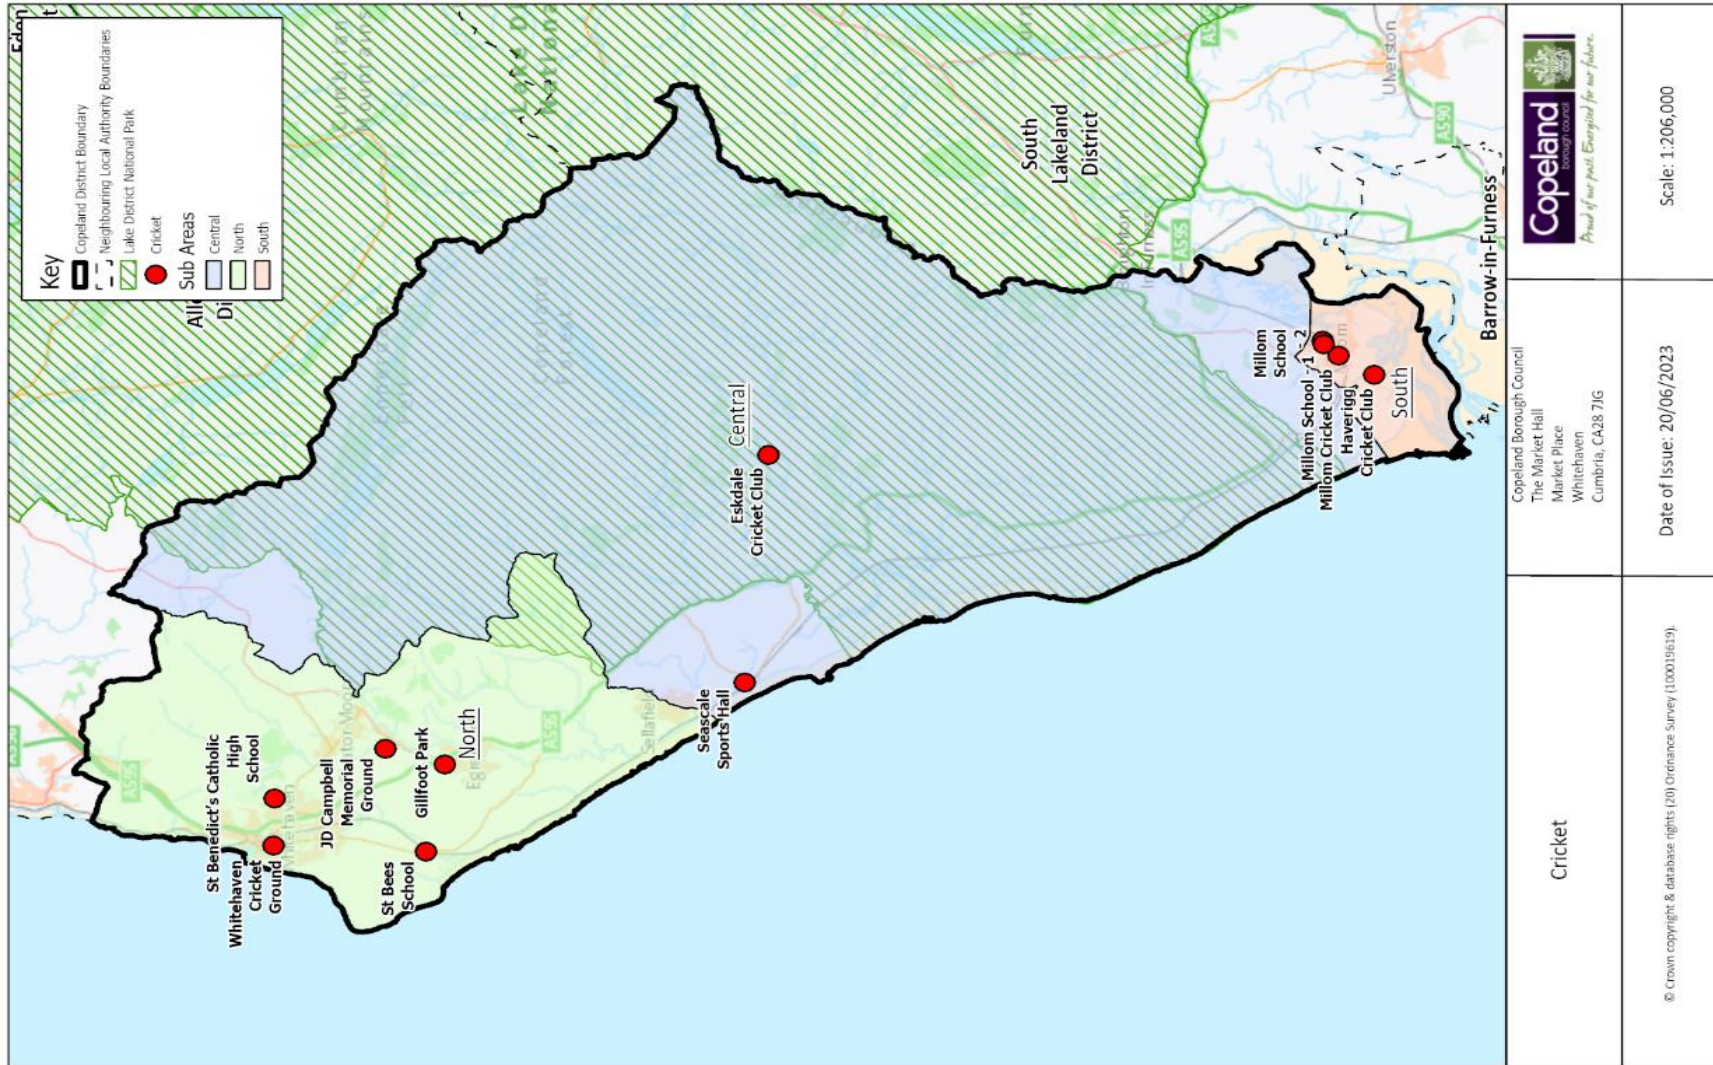 Key
Copeland District Boundary
Neighbouring Local Authority Boundaries
Lake District National Park
Cricket
Sub Areas
Central
North
South
Eden
South
Lakeland
District
Ulverston
A590
A595
Barrow-in-Furness
A595
St Benedict's Catholic
High
School
Whitehaven
Cricket
Ground
JD Campbell
Memorial
Ground
Gillfoot Park
North
St Bees
School
A595
Sellafield
Seascale
Sports Hall
Eskdale
Cricket Club
Central
Millom
School - 2
Millom School - 1
Millom Cricket Club
Haverigg
Cricket Club
South
Copeland Borough Council
The Market Hall
Market Place
Whitehaven
Cumbria, CA28 7JG
Copeland
borough council
Proud of our past. Energised for our future.
Cricket
Date of Issue: 20/06/2023
Scale: 1:206,000
© Crown copyright & database rights (20) Ordnance Survey (100019619).